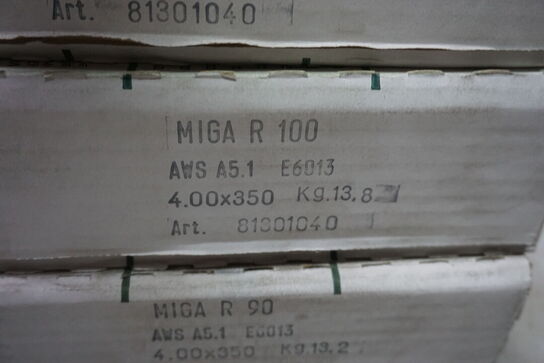 Art. 81301040
MIGA R 100
AWS A5.1 E6013
4.00x350 Kg.13,8
Art. 81301040
MIGA R 90
AWS A5.1 E6013
4.00x350 Kg.13,2